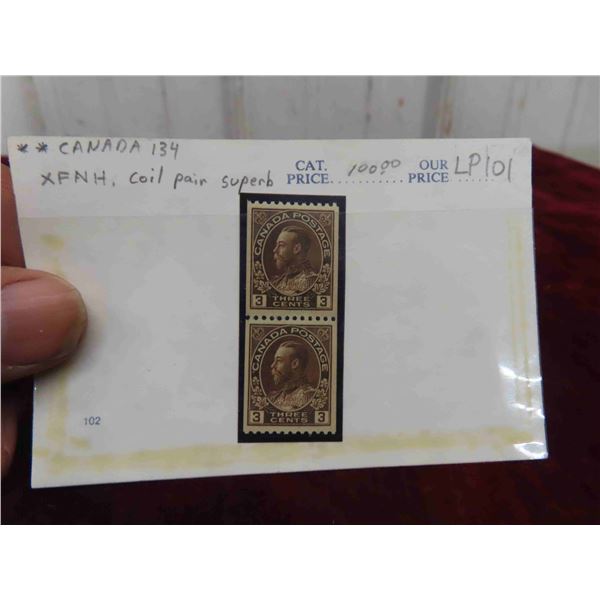 ** CANADA 134
XFNH. coil pair superb
CAT. PRICE........... 100.00
OUR PRICE...... LP101
CANADA POSTAGE
3 THREE CENTS 3
CANADA POSTAGE
3 THREE CENTS 3
102